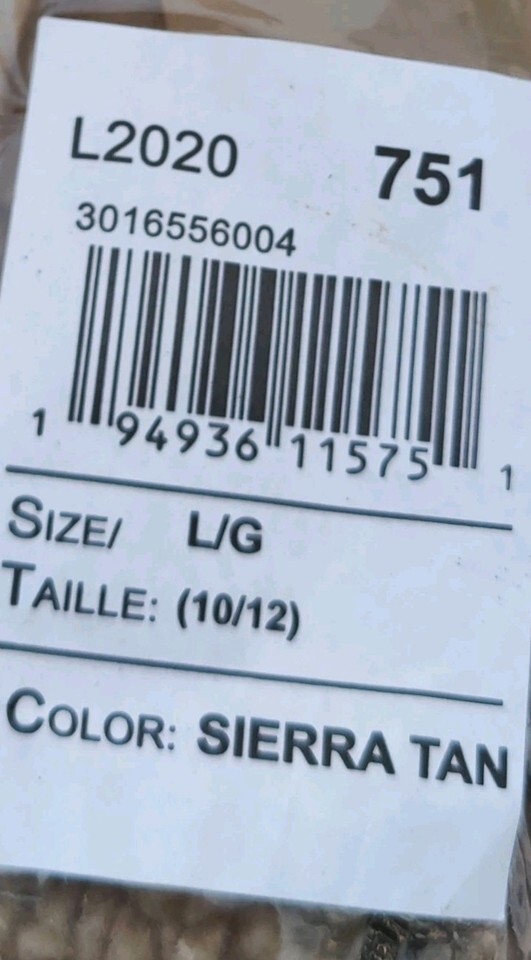 L2020 751
3016556004
1 94936 11575 1
SIZE/ L/G
TAILLE: (10/12)
COLOR: SIERRA TAN